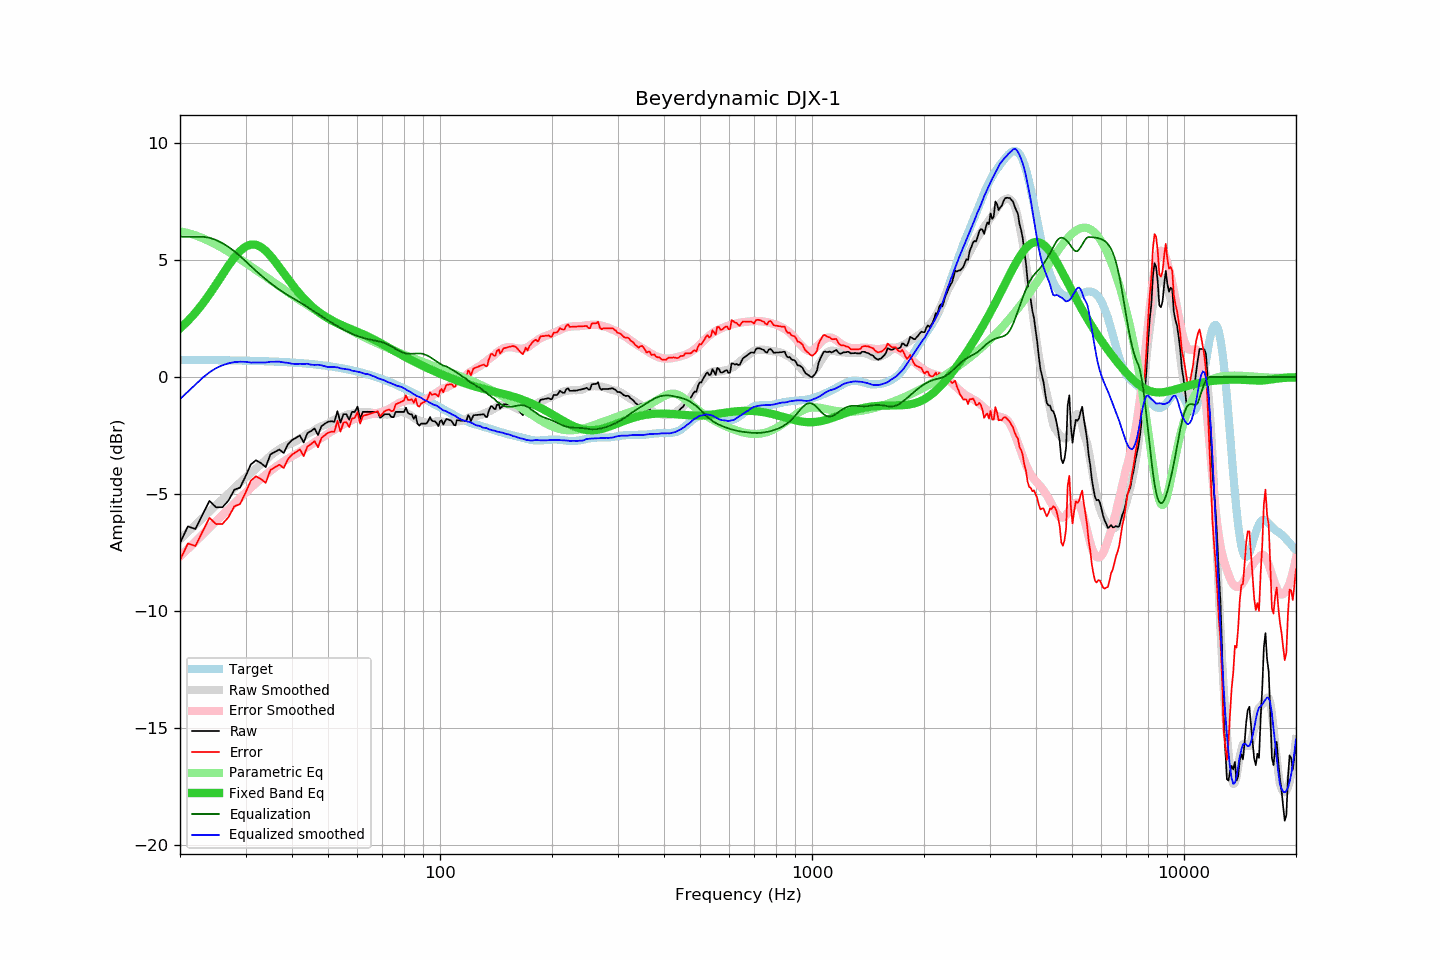 Beyerdynamic DJX-1
10
5
0
−5
−10
−15
−20
Amplitude (dBr)
Target
Raw Smoothed
Error Smoothed
Raw
Error
Parametric Eq
Fixed Band Eq
Equalization
Equalized smoothed
100
1000
10000
Frequency (Hz)